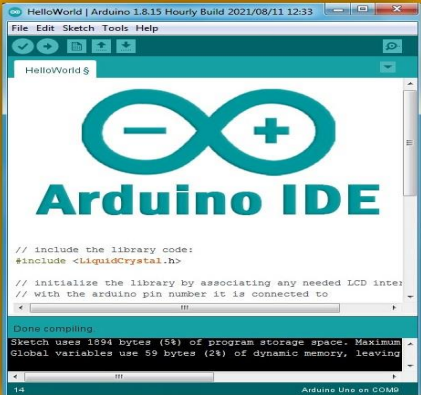 HelloWorld | Arduino 1.8.15 Hourly Build 2021/08/11 12:33
File Edit Sketch Tools Help
HelloWorld §
Arduino IDE
// include the library code:
#include <LiquidCrystal.h>
// initialize the library by associating any needed LCD inter
// with the arduino pin number it is connected to
Done compiling.
Sketch uses 1894 bytes (5%) of program storage space. Maximum
Global variables use 59 bytes (2%) of dynamic memory, leaving
14
Arduino Uno on COM9